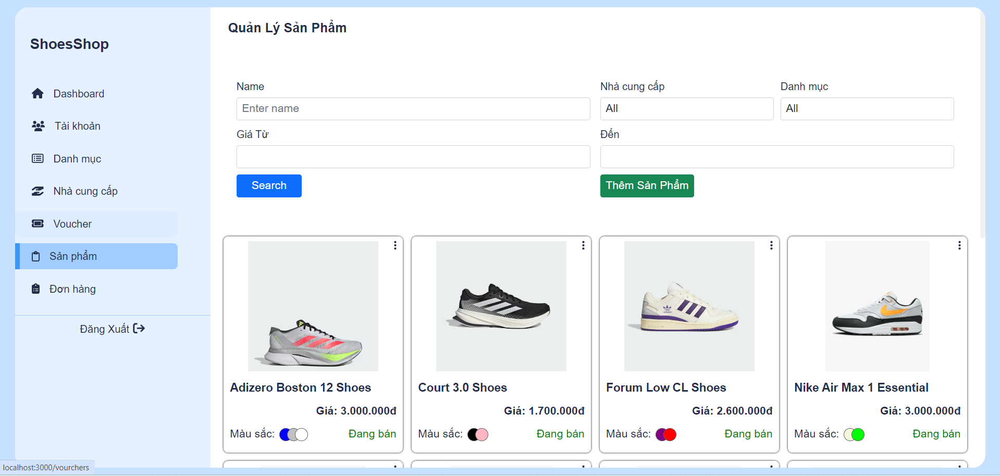 ShoesShop
Dashboard
Tài khoản
Danh mục
Nhà cung cấp
Voucher
Sản phẩm
Đơn hàng
Đăng Xuất
Quản Lý Sản Phẩm
Name
Nhà cung cấp
Danh mục
Enter name
All
All
Giá Từ
Đến
Search
Thêm Sản Phẩm
Adizero Boston 12 Shoes
Giá: 3.000.000đ
Màu sắc:
Đang bán
Court 3.0 Shoes
Giá: 1.700.000đ
Màu sắc:
Đang bán
Forum Low CL Shoes
Giá: 2.600.000đ
Màu sắc:
Đang bán
Nike Air Max 1 Essential
Giá: 3.000.000đ
Màu sắc:
Đang bán
localhost:3000/vourchers